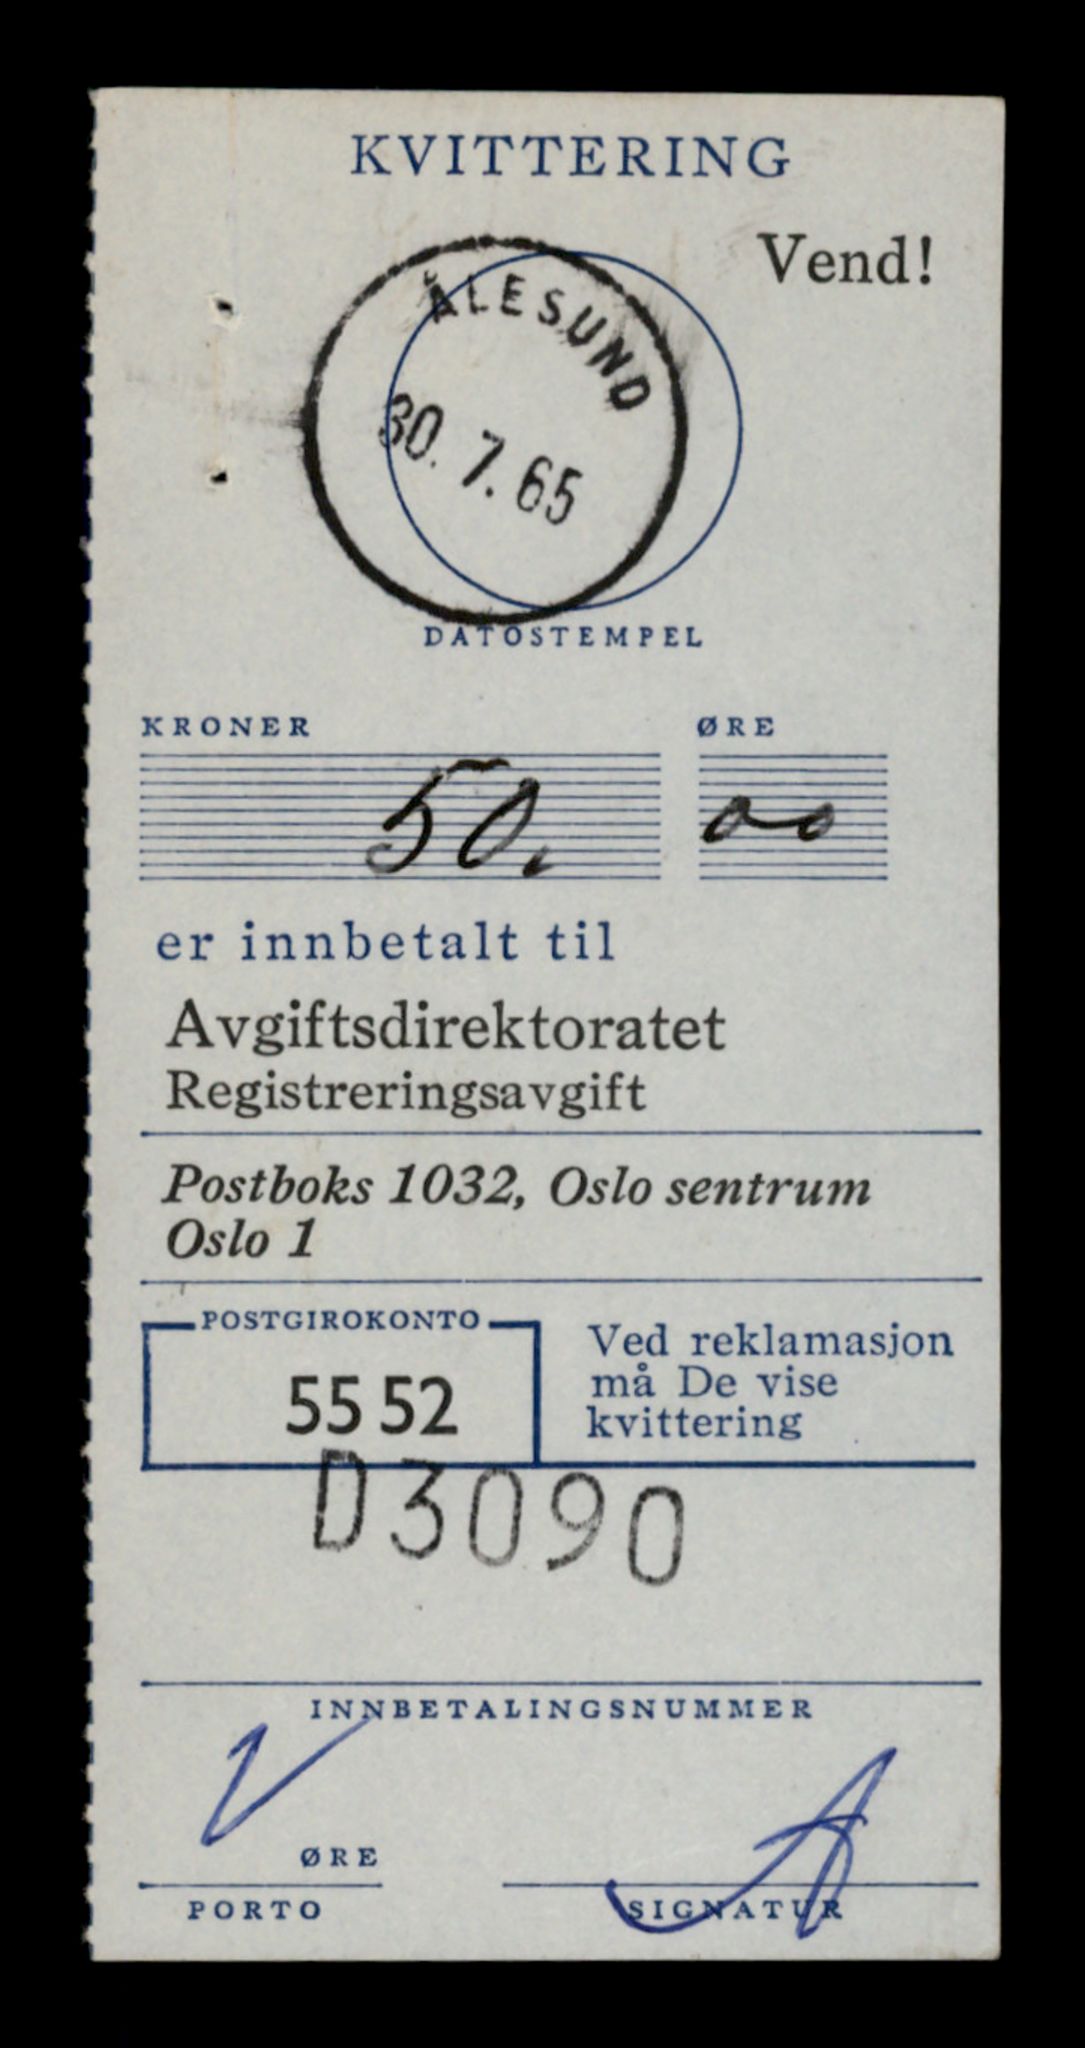 KVITTERING
Vend!
ÅLESUND
30. 7. 65
DATOSTEMPEL
KRONER ØRE
50. 00
er innbetalt til
Avgiftsdirektoratet
Registreringsavgift
Postboks 1032, Oslo sentrum
Oslo 1
POSTGIROKONTO
55 52
Ved reklamasjon
må De vise
kvittering
D3090
INNBETALINGSNUMMER
ØRE
PORTO
SIGNATUR